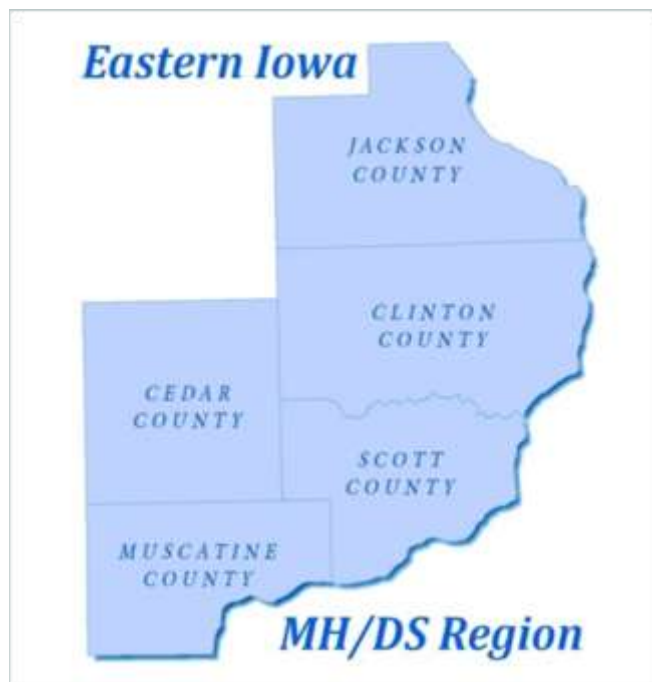 Eastern Iowa
JACKSON
COUNTY
CLINTON
COUNTY
CEDAR
COUNTY
SCOTT
COUNTY
MUSCATINE
COUNTY
MH/DS Region